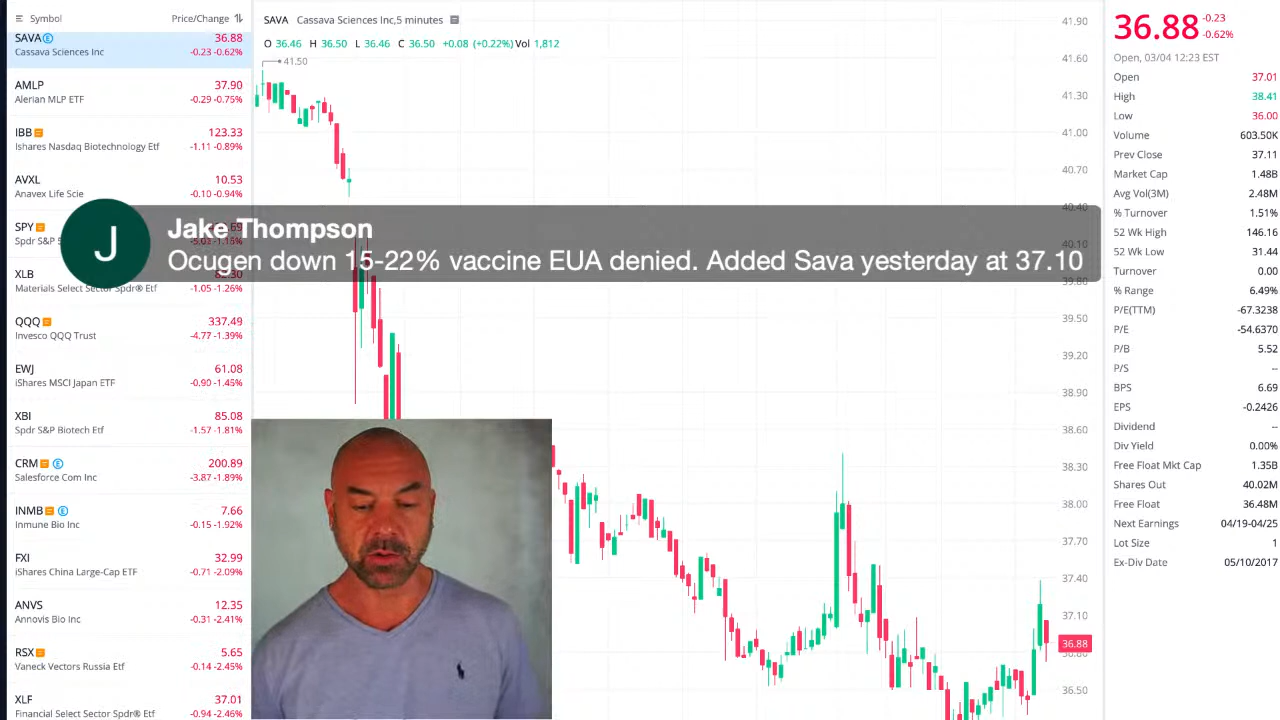 Symbol Price/Change
SAVA 36.88
Cassava Sciences Inc -0.23 -0.62%
AMLP 37.90
Alerian MLP ETF -0.29 -0.75%
IBB 123.33
Ishares Nasdaq Biotechnology Etf -1.11 -0.89%
AVXL 10.53
Anavex Life Scie -0.10 -0.94%
SPY
Spdr S&P -1.15%
XLB
Materials Select Sector Spdr® Etf -1.05 -1.26%
QQQ 337.49
Invesco QQQ Trust -4.77 -1.39%
EWJ 61.08
iShares MSCI Japan ETF -0.90 -1.45%
XBI 85.08
Spdr S&P Biotech Etf -1.57 -1.81%
CRM E 200.89
Salesforce Com Inc -3.87 -1.89%
INMB E 7.66
Inmune Bio Inc -0.15 -1.92%
FXI 32.99
iShares China Large-Cap ETF -0.71 -2.09%
ANVS 12.35
Annovis Bio Inc -0.31 -2.41%
RSX 5.65
Vaneck Vectors Russia Etf -0.14 -2.45%
XLF 37.01
Financial Select Sector Spdr® Etf -0.94 -2.46%
SAVA Cassava Sciences Inc,5 minutes
O 36.46 H 36.50 L 36.46 C 36.50 +0.08 (+0.22%) Vol 1,812
41.50
J
Jake Thompson
Ocugen down 15-22% vaccine EUA denied. Added Sava yesterday at 37.10
41.90
41.60
41.30
41.00
40.70
40.40
40.10
39.80
39.50
39.20
38.90
38.60
38.30
38.00
37.70
37.40
37.10
36.88
36.50
36.88 -0.23
-0.62%
Open, 03/04 12:23 EST
Open 37.01
High 38.41
Low 36.00
Volume 603.50K
Prev Close 37.11
Market Cap 1.48B
Avg Vol(3M) 2.48M
% Turnover 1.51%
52 Wk High 146.16
52 Wk Low 31.44
Turnover 0.00
% Range 6.49%
P/E(TTM) -67.3238
P/E -54.6370
P/B 5.52
P/S --
BPS 6.69
EPS -0.2426
Dividend --
Div Yield 0.00%
Free Float Mkt Cap 1.35B
Shares Out 40.02M
Free Float 36.48M
Next Earnings 04/19-04/25
Lot Size 1
Ex-Div Date 05/10/2017